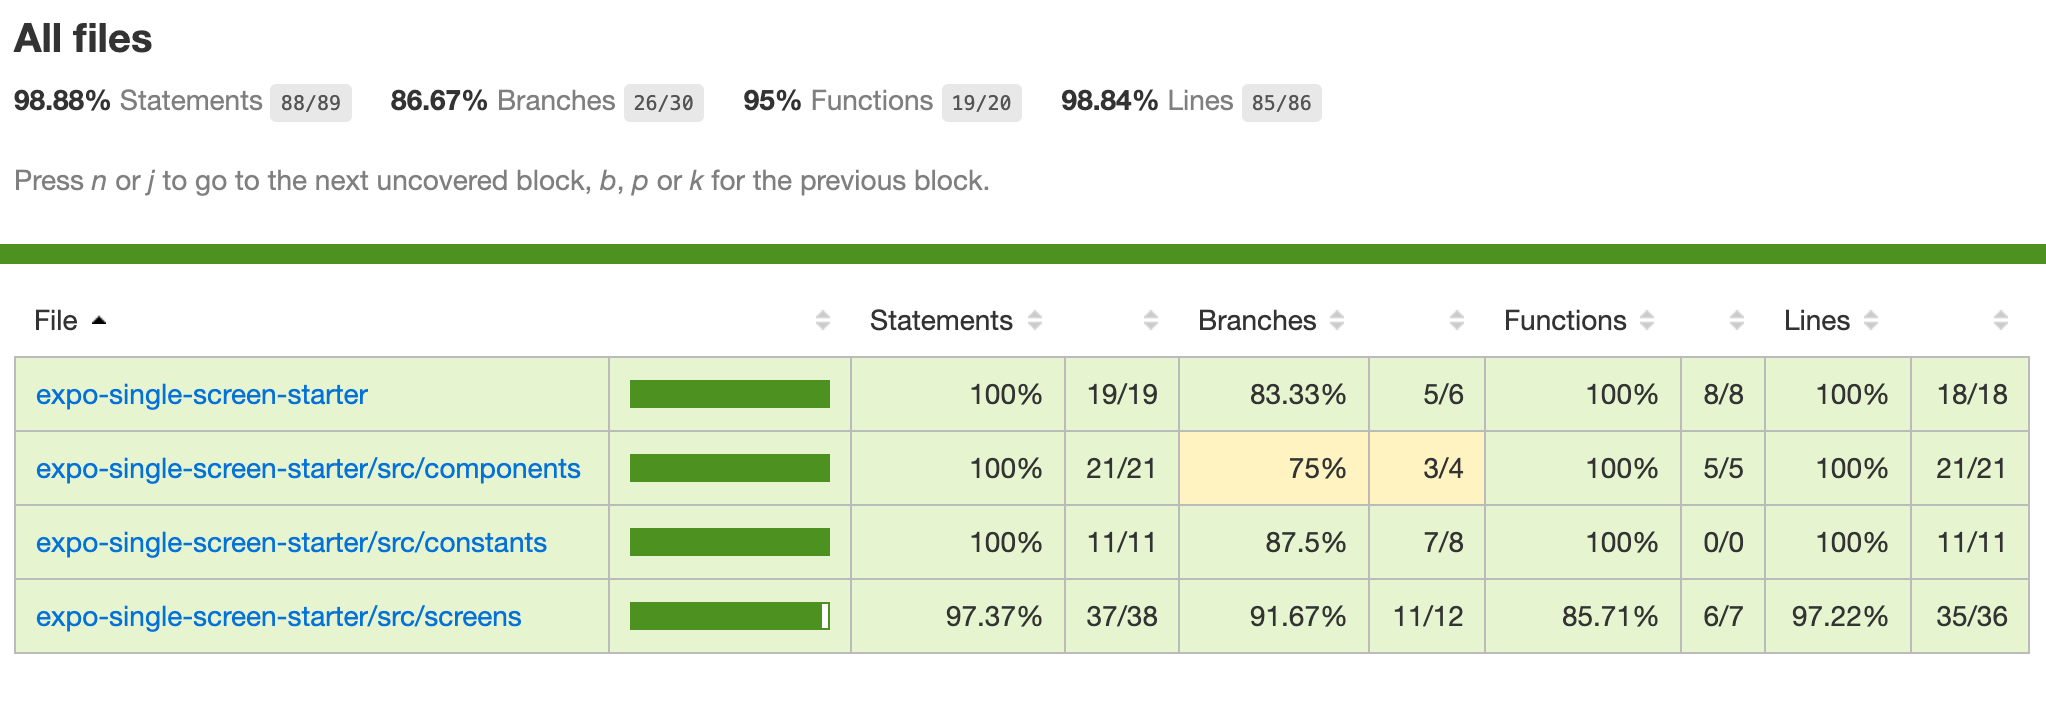 All files
98.88% Statements 88/89 86.67% Branches 26/30 95% Functions 19/20 98.84% Lines 85/86
Press n or j to go to the next uncovered block, b, p or k for the previous block.
File Statements Branches Functions Lines
expo-single-screen-starter 100% 19/19 83.33% 5/6 100% 8/8 100% 18/18
expo-single-screen-starter/src/components 100% 21/21 75% 3/4 100% 5/5 100% 21/21
expo-single-screen-starter/src/constants 100% 11/11 87.5% 7/8 100% 0/0 100% 11/11
expo-single-screen-starter/src/screens 97.37% 37/38 91.67% 11/12 85.71% 6/7 97.22% 35/36